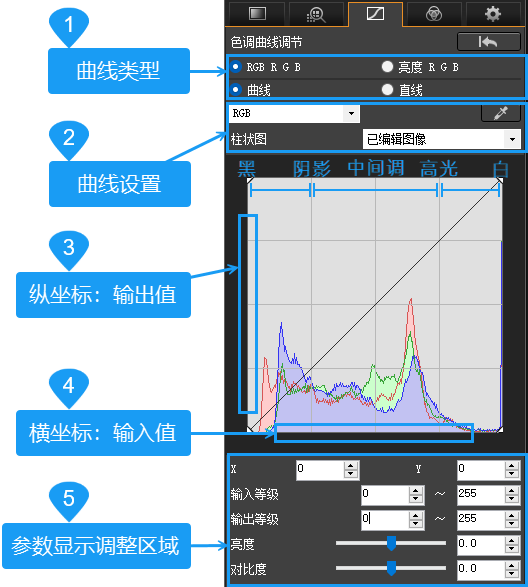 1
曲线类型
2
曲线设置
3
纵坐标：输出值
4
横坐标：输入值
5
参数显示调整区域
色调曲线调节
RGB R G B 亮度 R G B
曲线 直线
RGB
柱状图 已编辑图像
黑 阴影 中间调 高光 白
X 0 Y 0
输入等级 0 ～ 255
输出等级 0 ～ 255
亮度 0.0
对比度 0.0